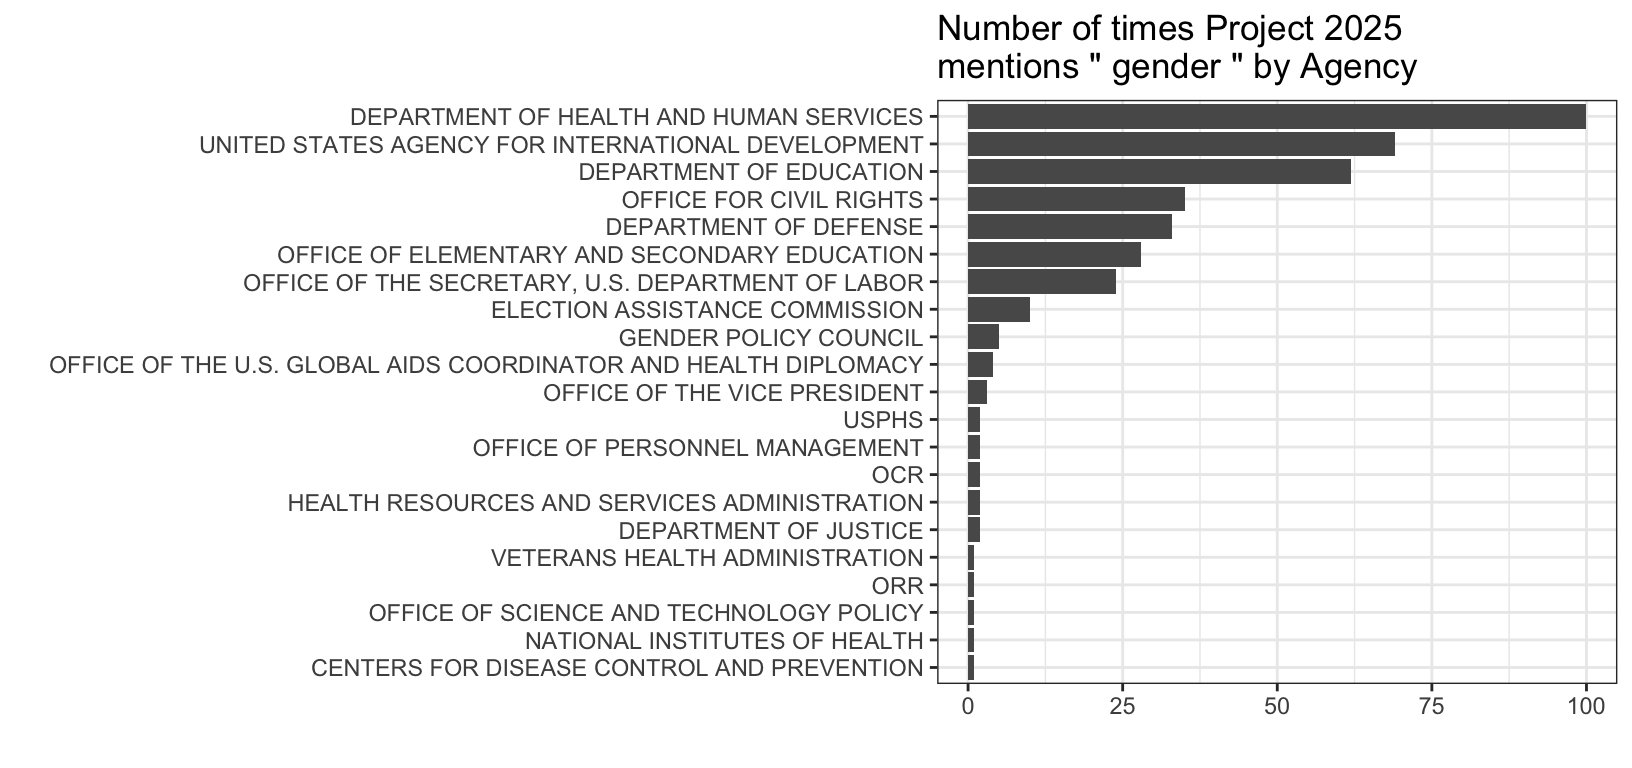 Number of times Project 2025
mentions " gender " by Agency
DEPARTMENT OF HEALTH AND HUMAN SERVICES
UNITED STATES AGENCY FOR INTERNATIONAL DEVELOPMENT
DEPARTMENT OF EDUCATION
OFFICE FOR CIVIL RIGHTS
DEPARTMENT OF DEFENSE
OFFICE OF ELEMENTARY AND SECONDARY EDUCATION
OFFICE OF THE SECRETARY, U.S. DEPARTMENT OF LABOR
ELECTION ASSISTANCE COMMISSION
GENDER POLICY COUNCIL
OFFICE OF THE U.S. GLOBAL AIDS COORDINATOR AND HEALTH DIPLOMACY
OFFICE OF THE VICE PRESIDENT
USPHS
OFFICE OF PERSONNEL MANAGEMENT
OCR
HEALTH RESOURCES AND SERVICES ADMINISTRATION
DEPARTMENT OF JUSTICE
VETERANS HEALTH ADMINISTRATION
ORR
OFFICE OF SCIENCE AND TECHNOLOGY POLICY
NATIONAL INSTITUTES OF HEALTH
CENTERS FOR DISEASE CONTROL AND PREVENTION
0 25 50 75 100